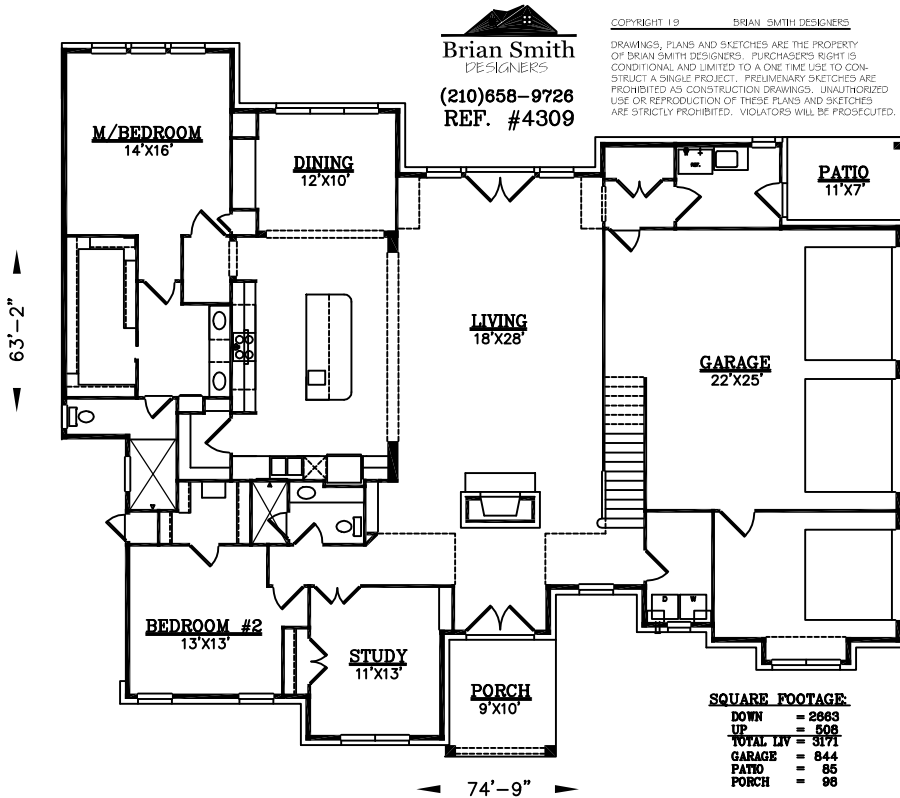 Brian Smith
DESIGNERS
(210)658-9726
REF. #4309
COPYRIGHT 19 BRIAN SMTIH DESIGNERS
DRAWINGS, PLANS AND SKETCHES ARE THE PROPERTY
OF BRIAN SMITH DESIGNERS. PURCHASER'S RIGHT IS
CONDITIONAL AND LIMITED TO A ONE TIME USE TO CON-
STRUCT A SINGLE PROJECT. PRELIMENARY SKETCHES ARE
PROHIBITED AS CONSTRUCTION DRAWINGS. UNAUTHORIZED
USE OR REPRODUCTION OF THESE PLANS AND SKETCHES
ARE STRICTLY PROHIBITED. VIOLATORS WILL BE PROSECUTED.
M/BEDROOM
14'X16'
DINING
12'X10'
PATIO
11'X7'
REF.
63'-2"
LIVING
18'X28'
GARAGE
22'X25'
D W
BEDROOM #2
13'X13'
STUDY
11'X13'
PORCH
9'X10'
SQUARE FOOTAGE:
DOWN = 2663
UP = 508
TOTAL LIV = 3171
GARAGE = 844
PATIO = 85
PORCH = 98
74'-9"